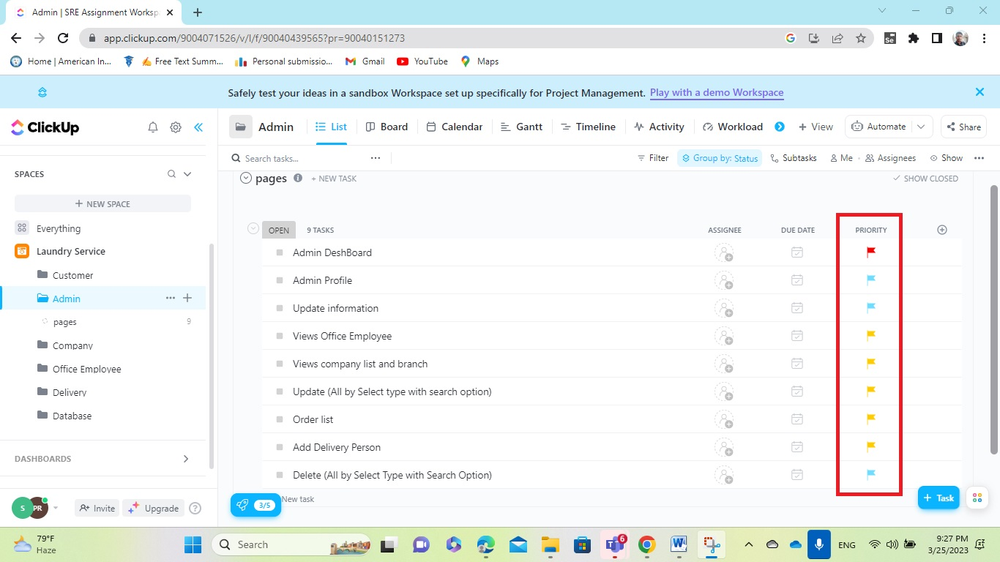 Admin | SRE Assignment Worksp
app.clickup.com/9004071526/v/l/f/90040439565?pr=90040151273
Se
Home | American In...
Free Text Summ...
Personal submissio...
Gmail
YouTube
Maps
Safely test your ideas in a sandbox Workspace set up specifically for Project Management. Play with a demo Workspace
ClickUp
Admin
List
Board
Calendar
Gantt
Timeline
Activity
Workload
+ View
Automate
Share
Search tasks...
Filter
Group by: Status
Subtasks
Me
Assignees
Show
SPACES
+ NEW SPACE
Everything
Laundry Service
Customer
Admin
pages 9
Company
Office Employee
Delivery
Database
DASHBOARDS
S PR
Invite
Upgrade
?
pages
+ NEW TASK
SHOW CLOSED
OPEN 9 TASKS ASSIGNEE DUE DATE PRIORITY
Admin DeshBoard
Admin Profile
Update information
Views Office Employee
Views company list and branch
Update (All by Select type with search option)
Order list
Add Delivery Person
Delete (All by Select Type with Search Option)
New task
3/5
+ Task
79°F
Haze
Search
6
ENG
9:27 PM
3/25/2023